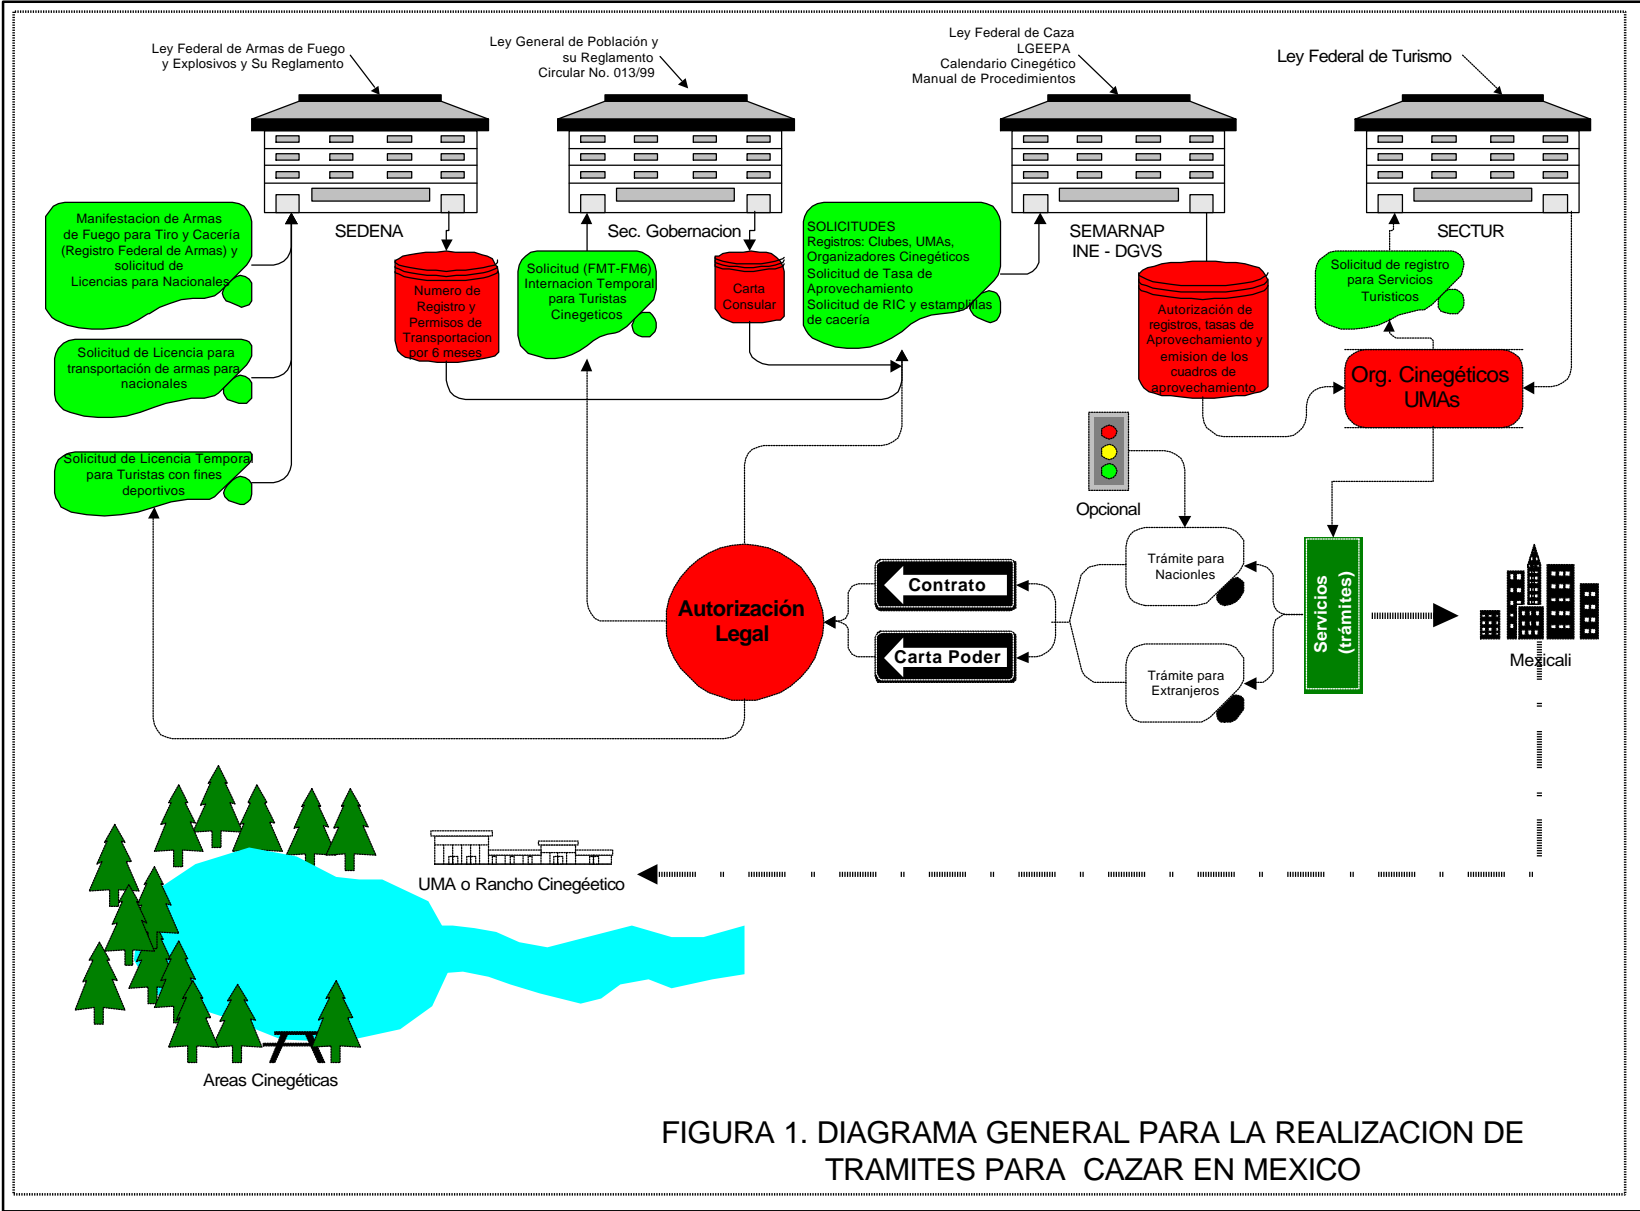 Ley Federal de Armas de Fuego
y Explosivos y Su Reglamento
Ley General de Población y
su Reglamento
Circular No. 013/99
Ley Federal de Caza
LGEEPA
Calendario Cinegético
Manual de Procedimientos
Ley Federal de Turismo
SEDENA
Sec. Gobernacion
SEMARNAP
INE - DGVS
SECTUR
Manifestacion de Armas
de Fuego para Tiro y Cacería
(Registro Federal de Armas) y
solicitud de
Licencias para Nacionales
Numero de
Registro y
Permisos de
Transportacion
por 6 meses
Solicitud (FMT-FM6)
Internacion Temporal
para Turistas
Cinegeticos
Carta
Consular
SOLICITUDES
Registros: Clubes, UMAs,
Organizadores Cinegéticos
Solicitud de Tasa de
Aprovechamiento
Solicitud de RIC y estampillas
de cacería
Autorización de
registros, tasas de
Aprovechamiento y
emision de los
cuadros de
aprovechamiento
Solicitud de registro
para Servicios
Turisticos
Solicitud de Licencia para
transportación de armas para
nacionales
Org. Cinegéticos
UMAs
Solicitud de Licencia Temporal
para Turistas con fines
deportivos
Opcional
Trámite para
Nacionles
Contrato
Autorización
Legal
Carta Poder
Trámite para
Extranjeros
Servicios
(trámites)
Mexicali
UMA o Rancho Cinegéetico
Areas Cinegéticas
FIGURA 1. DIAGRAMA GENERAL PARA LA REALIZACION DE
TRAMITES PARA CAZAR EN MEXICO